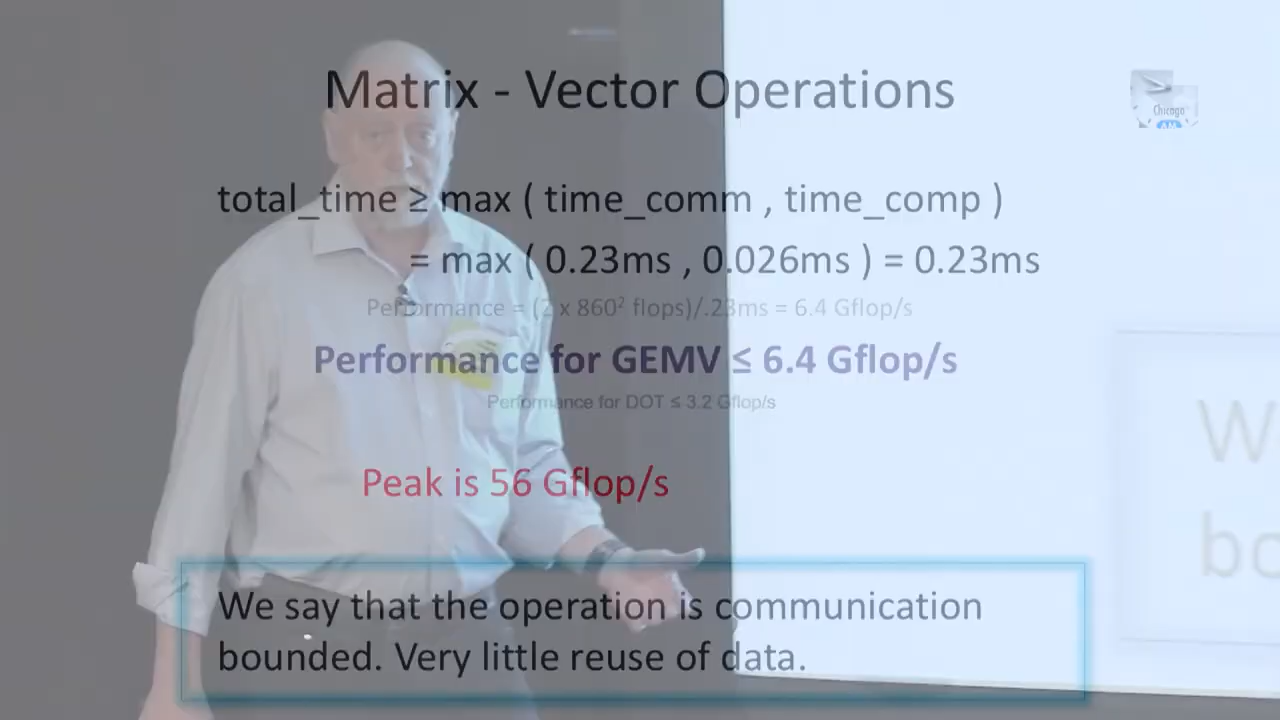 Matrix - Vector Operations
Chicago
total_time ≥ max ( time_comm , time_comp )
= max ( 0.23ms , 0.026ms ) = 0.23ms
Performance = (2 x 860² flops)/.23ms = 6.4 Gflop/s
Performance for GEMV ≤ 6.4 Gflop/s
Performance for DOT ≤ 3.2 Gflop/s
Peak is 56 Gflop/s
We say that the operation is communication
bounded. Very little reuse of data.